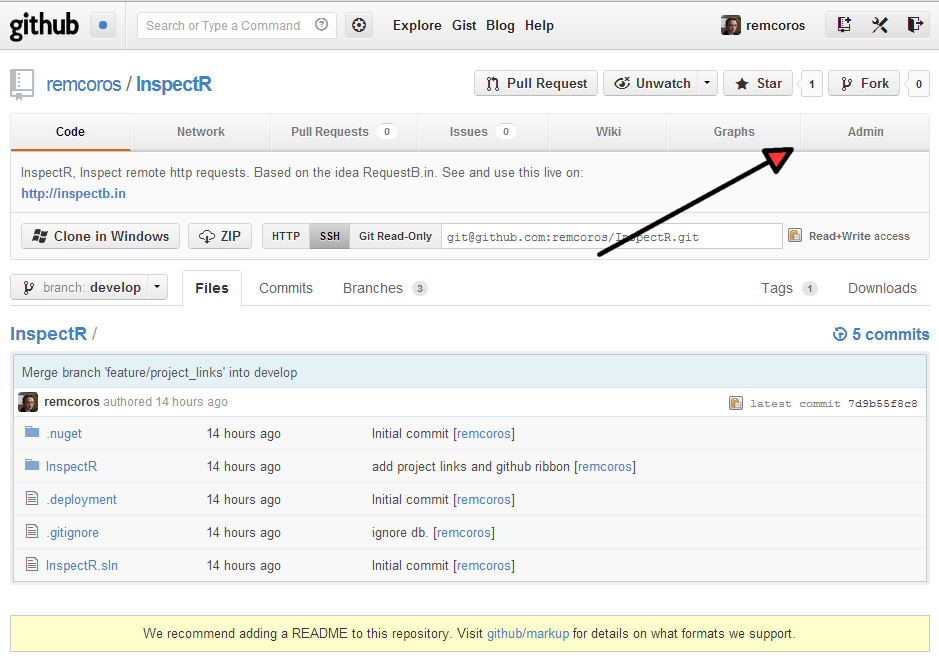 github Search or Type a Command Explore Gist Blog Help remcoros
remcoros / InspectR Pull Request Unwatch Star 1 Fork 0
Code Network Pull Requests 0 Issues 0 Wiki Graphs Admin
InspectR, Inspect remote http requests. Based on the idea RequestB.in. See and use this live on:
http://inspectb.in
Clone in Windows ZIP HTTP SSH Git Read-Only git@github.com:remcoros/InspectR.git Read+Write access
branch: develop Files Commits Branches 3 Tags 1 Downloads
InspectR / 5 commits
Merge branch 'feature/project_links' into develop
remcoros authored 14 hours ago latest commit 7d9b55f8c8
.nuget 14 hours ago Initial commit [remcoros]
InspectR 14 hours ago add project links and github ribbon [remcoros]
.deployment 14 hours ago Initial commit [remcoros]
.gitignore 14 hours ago ignore db. [remcoros]
InspectR.sln 14 hours ago Initial commit [remcoros]
We recommend adding a README to this repository. Visit github/markup for details on what formats we support.